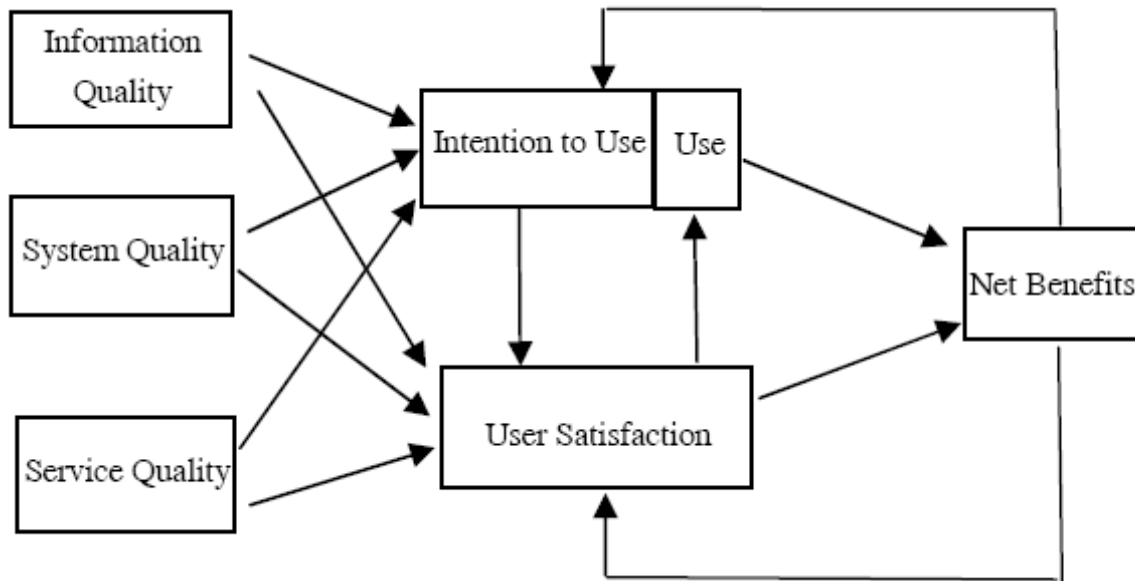 Information
Quality
Intention to Use
Use
System Quality
Net Benefits
User Satisfaction
Service Quality